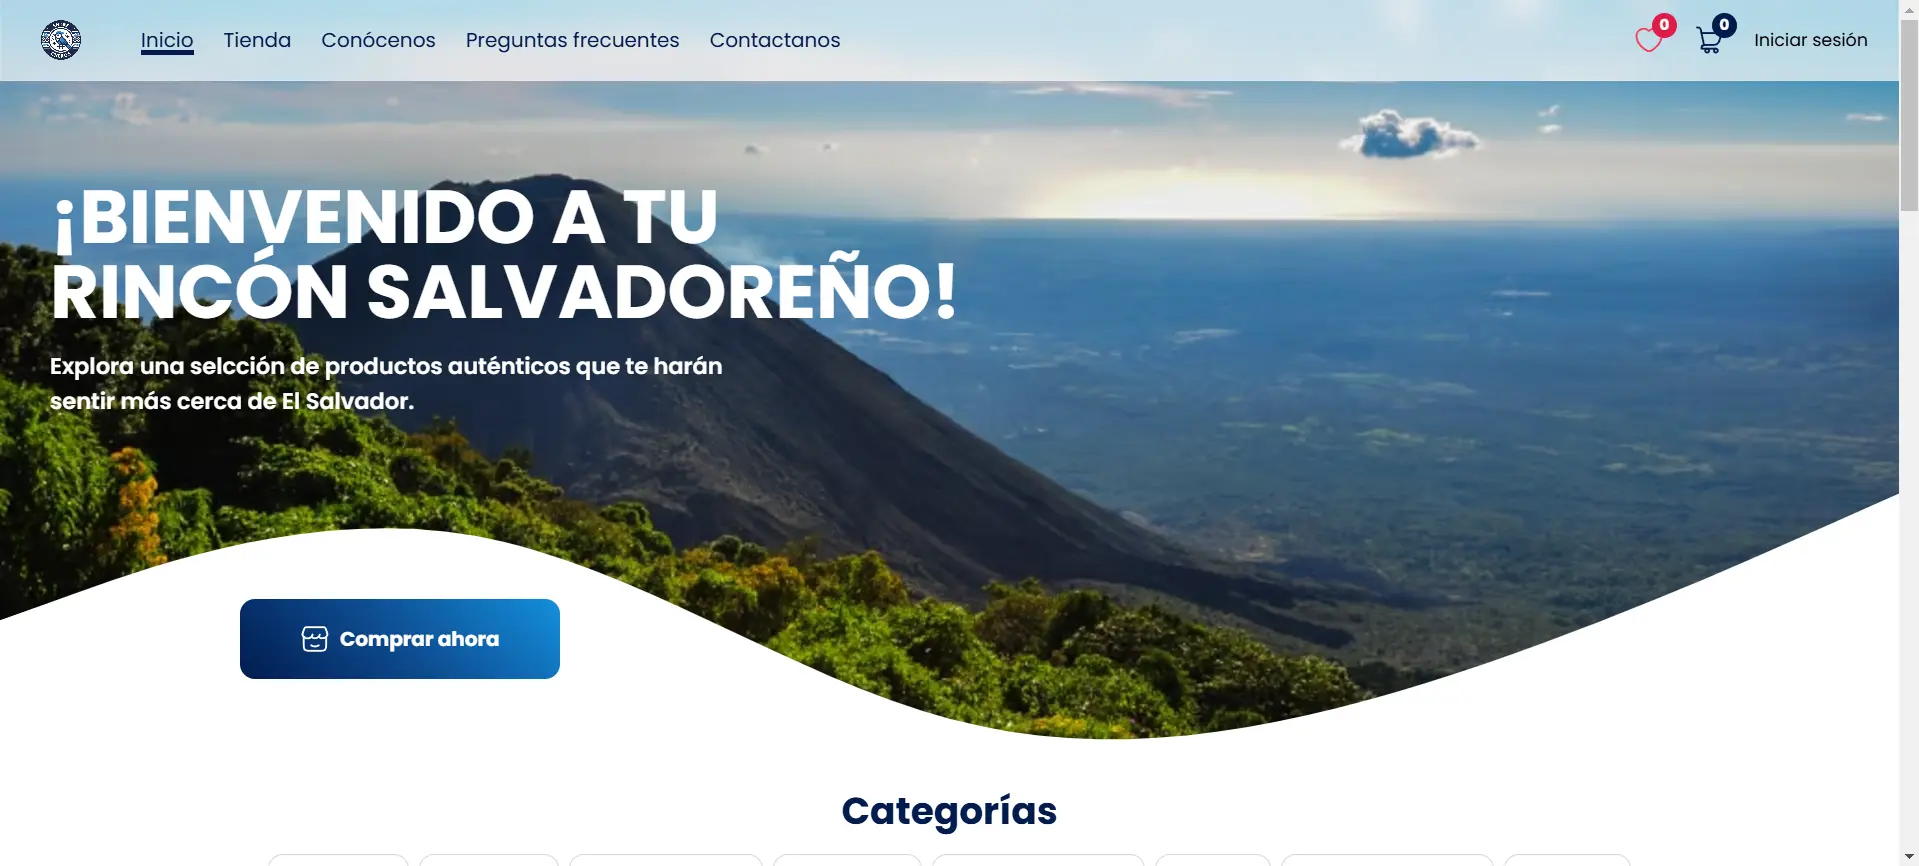 Inicio
Tienda
Conócenos
Preguntas frecuentes
Contactanos
0
0
Iniciar sesión
¡BIENVENIDO A TU
RINCÓN SALVADOREÑO!
Explora una selcción de productos auténticos que te harán
sentir más cerca de El Salvador.
Comprar ahora
Categorías